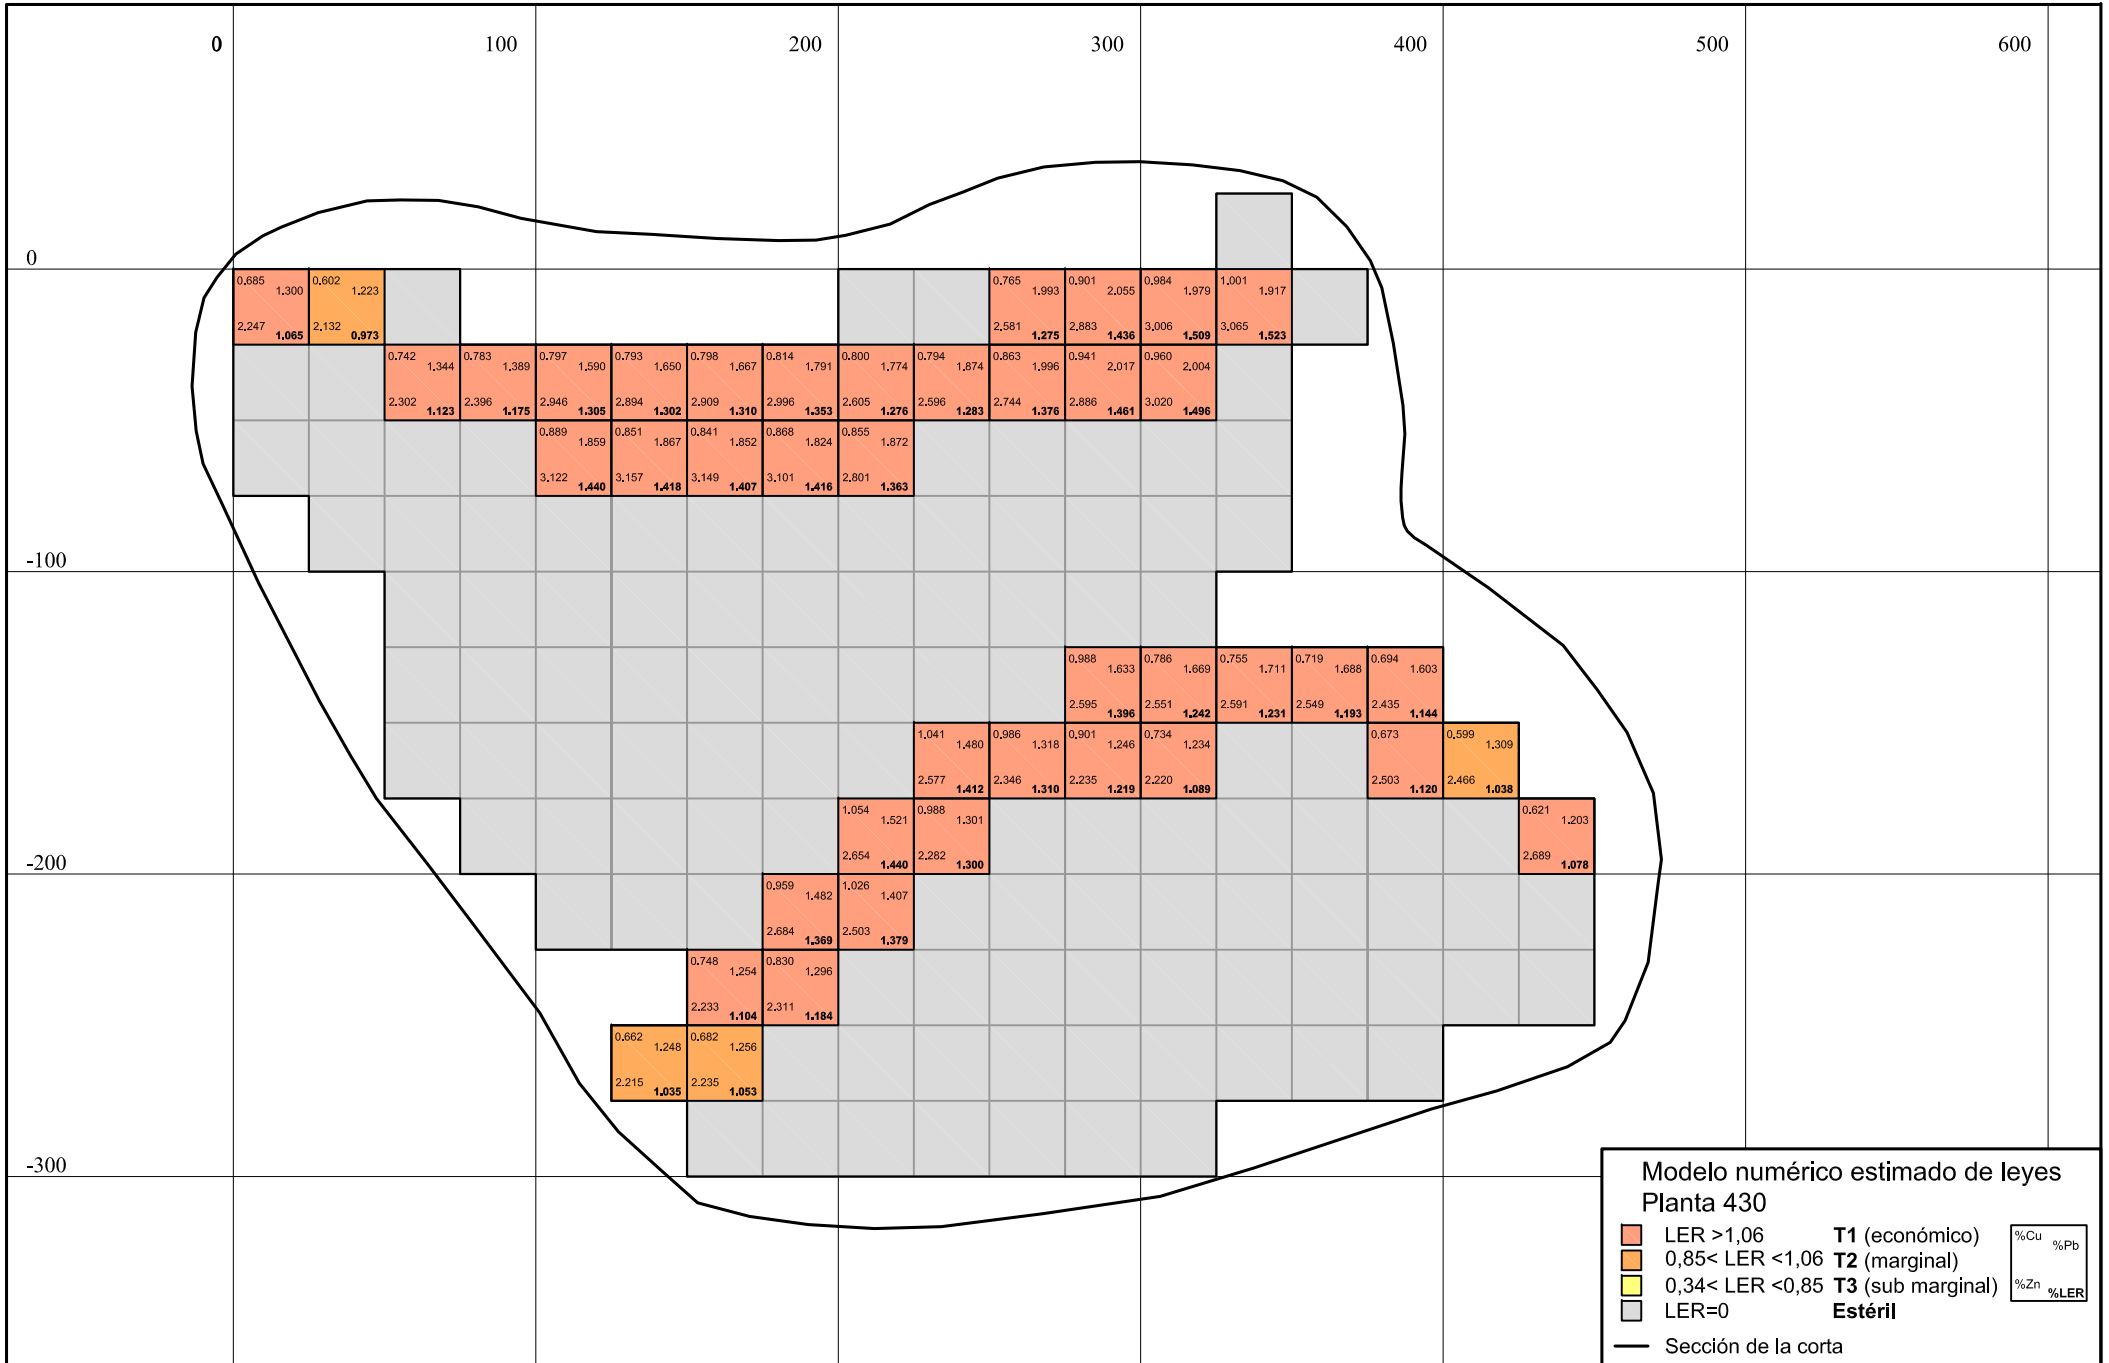 0 100 200 300 400 500 600
0
0.685 0.602 0.765 0.901 0.984 1.001
1.300 1.223 1.993 2.055 1.979 1.917
2.247 2.132 2.581 2.883 3.006 3.065
1.065 0.973 1.275 1.436 1.509 1.523
0.742 0.783 0.797 0.793 0.798 0.814 0.800 0.794 0.863 0.941 0.960
1.344 1.389 1.590 1.650 1.667 1.791 1.774 1.874 1.996 2.017 2.004
2.302 2.396 2.946 2.894 2.909 2.996 2.605 2.596 2.744 2.886 3.020
1.123 1.175 1.305 1.302 1.310 1.353 1.276 1.283 1.376 1.461 1.496
0.889 0.851 0.841 0.868 0.855
1.859 1.867 1.852 1.824 1.872
3.122 3.157 3.149 3.101 2.801
1.440 1.418 1.407 1.416 1.363
-100
0.988 0.786 0.755 0.719 0.694
1.633 1.669 1.711 1.688 1.603
2.595 2.551 2.591 2.549 2.435
1.396 1.242 1.231 1.193 1.144
1.041 0.986 0.901 0.734 0.673 0.599
1.480 1.318 1.246 1.234 1.309
2.577 2.346 2.235 2.220 2.503 2.466
1.412 1.310 1.219 1.089 1.120 1.038
1.054 0.988 0.621
1.521 1.301 1.203
2.654 2.282 2.689
1.440 1.300 1.078
-200
0.959 1.026
1.482 1.407
2.684 2.503
1.369 1.379
0.748 0.830
1.254 1.296
2.233 2.311
1.104 1.184
0.662 0.682
1.248 1.256
2.215 2.235
1.035 1.053
-300
Modelo numérico estimado de leyes
Planta 430
LER >1,06 T1 (económico)
0,85< LER <1,06 T2 (marginal)
0,34< LER <0,85 T3 (sub marginal)
LER=0 Estéril
%Cu %Pb
%Zn %LER
Sección de la corta